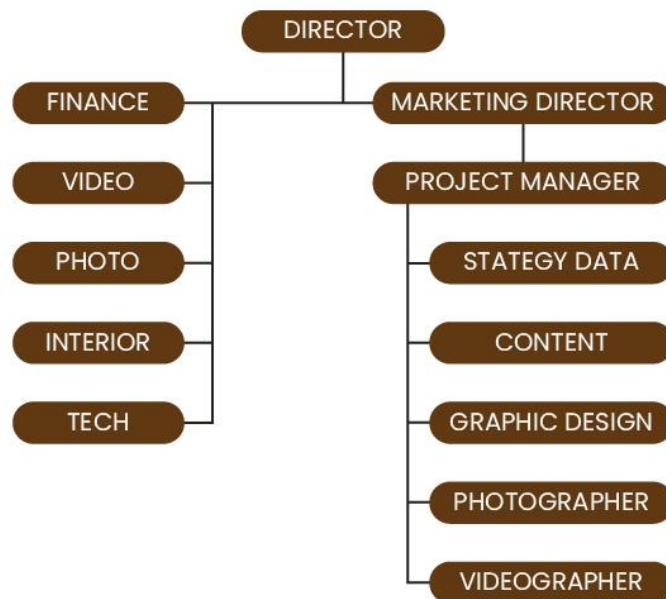 DIRECTOR
FINANCE
MARKETING DIRECTOR
VIDEO
PROJECT MANAGER
PHOTO
STATEGY DATA
INTERIOR
CONTENT
TECH
GRAPHIC DESIGN
PHOTOGRAPHER
VIDEOGRAPHER